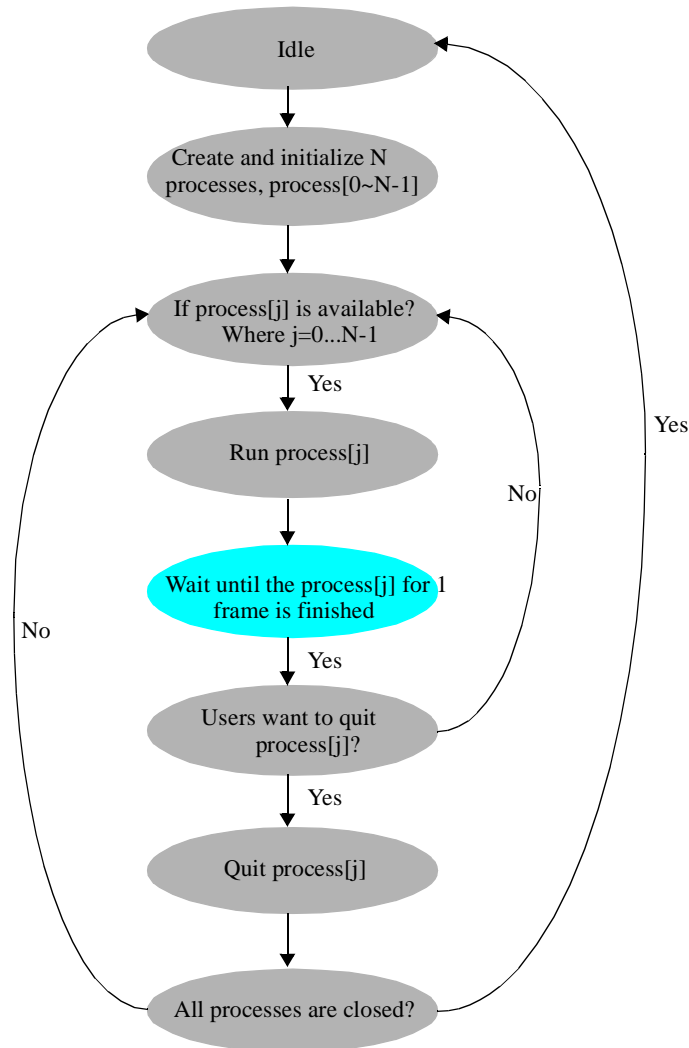 Idle
Create and initialize N
processes, process[0~N-1]
If process[j] is available?
Where j=0...N-1
Yes
Run process[j]
Yes
No
Wait until the process[j] for 1
frame is finished
No
Yes
Users want to quit
process[j]?
Yes
Quit process[j]
All processes are closed?